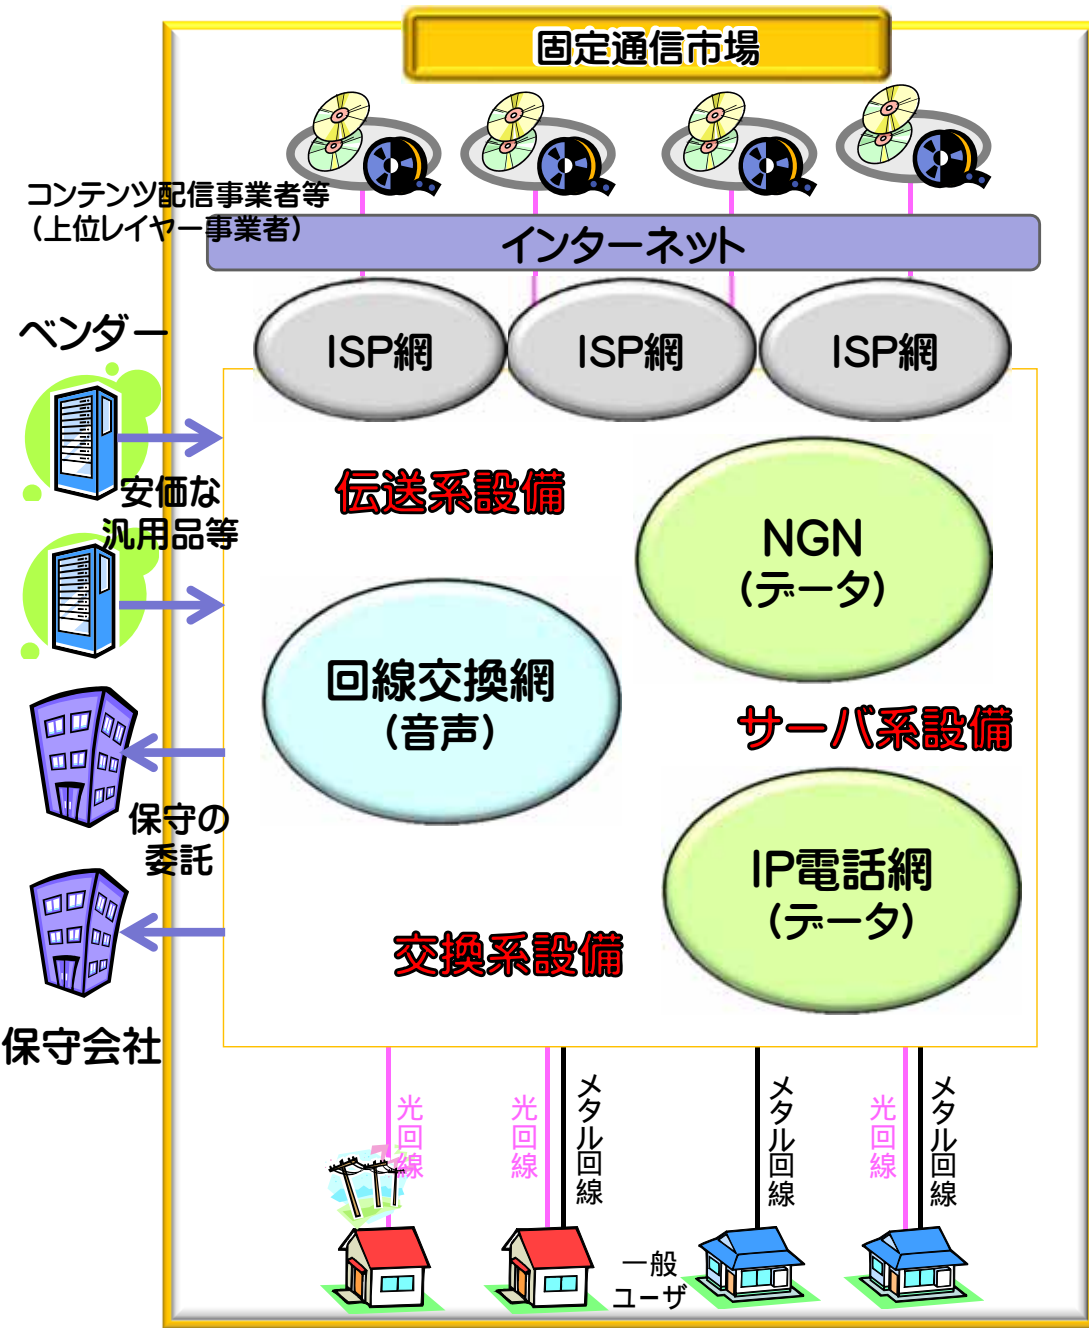 固定通信市場
コンテンツ配信事業者等
（上位レイヤー事業者）
インターネット
ベンダー
ISP網
ISP網
ISP網
安価な
汎用品等
伝送系設備
NGN
（データ）
回線交換網
（音声）
サーバ系設備
保守の
委託
IP電話網
（データ）
交換系設備
保守会社
光回線
光回線
メタル回線
メタル回線
光回線
メタル回線
一般
ユーザ